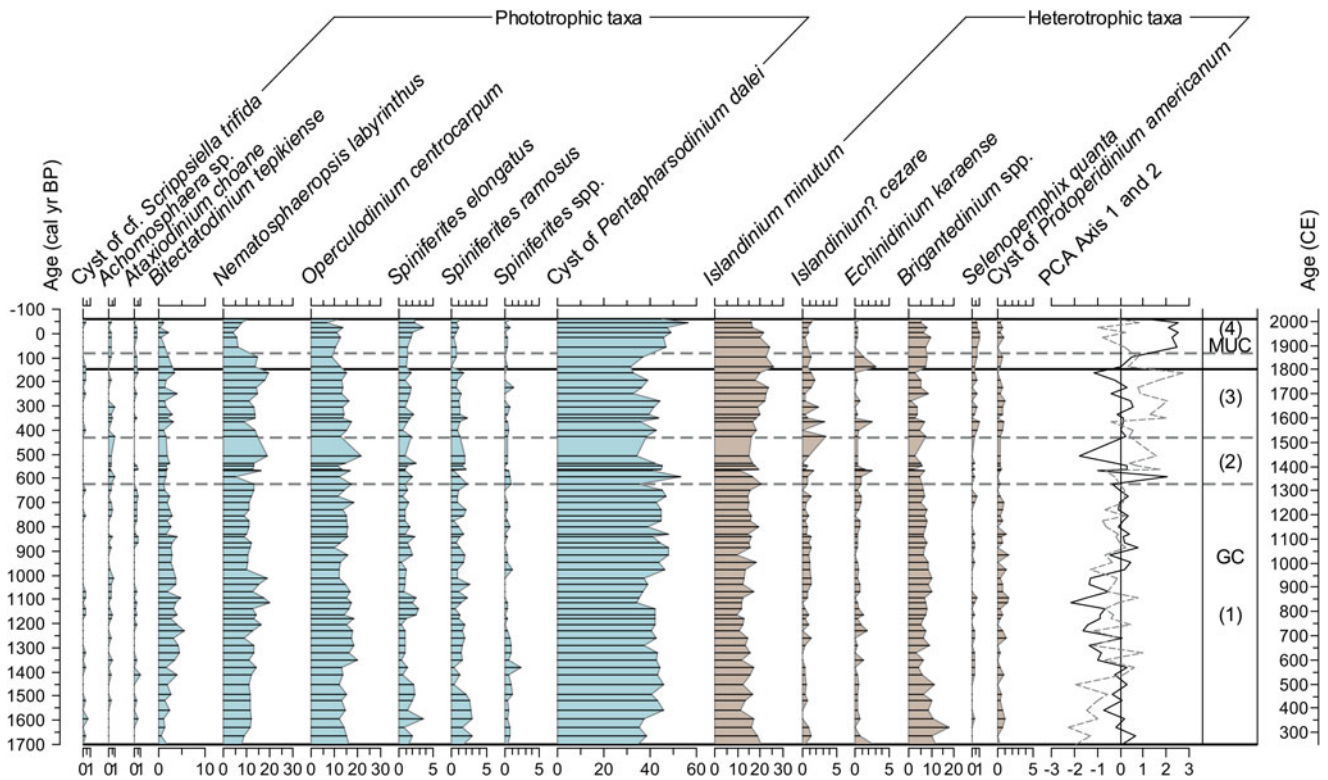 Phototrophic taxa
Heterotrophic taxa
Age (cal yr BP)
Cyst of cf. Scrippsiella trifida
Achomosphaera sp.
Ataxiodinium choane
Bitectatodinium tepikiense
Nematosphaeropsis labyrinthus
Operculodinium centrocarpum
Spiniferites elongatus
Spiniferites ramosus
Spiniferites spp.
Cyst of Pentapharsodinium dalei
Islandinium minutum
Islandinium? cezare
Echinidinium karaense
Brigantedinium spp.
Selenopemphix quanta
Cyst of Protoperidinium americanum
PCA Axis 1 and 2
Age (CE)
-100
0
100
200
300
400
500
600
700
800
900
1000
1100
1200
1300
1400
1500
1600
1700
(4)
MUC
(3)
(2)
GC
(1)
2000
1900
1800
1700
1600
1500
1400
1300
1200
1100
1000
900
800
700
600
500
400
300
01 01 01 0 10 0 10 20 30 0 10 20 30 0 5 0 5 0 5 0 20 40 60 0 10 20 30 0 5 0 5 0 10 20 01 0 5 -3 -2 -1 0 1 2 3